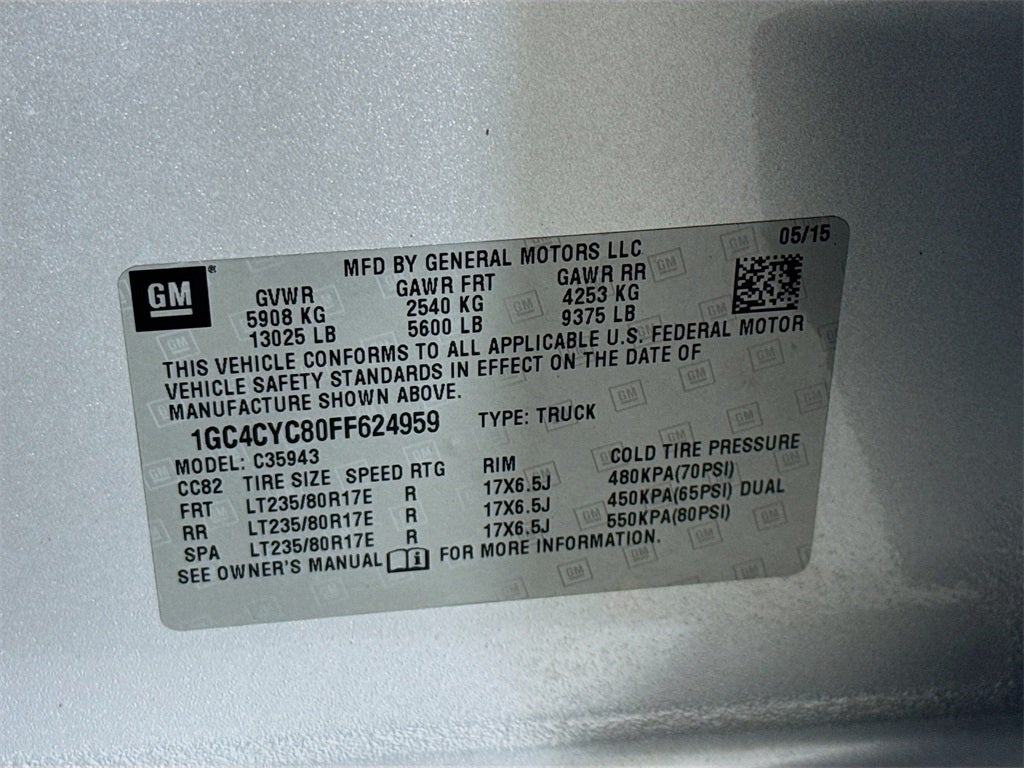 GM®
MFD BY GENERAL MOTORS LLC 05/15
GVWR GAWR FRT GAWR RR
5908 KG 2540 KG 4253 KG
13025 LB 5600 LB 9375 LB
THIS VEHICLE CONFORMS TO ALL APPLICABLE U.S. FEDERAL MOTOR
VEHICLE SAFETY STANDARDS IN EFFECT ON THE DATE OF
MANUFACTURE SHOWN ABOVE.
1GC4CYC80FF624959 TYPE: TRUCK
MODEL: C35943
CC82 TIRE SIZE SPEED RTG RIM COLD TIRE PRESSURE
FRT LT235/80R17E R 17X6.5J 480KPA(70PSI)
RR LT235/80R17E R 17X6.5J 450KPA(65PSI) DUAL
SPA LT235/80R17E R 17X6.5J 550KPA(80PSI)
SEE OWNER'S MANUAL i FOR MORE INFORMATION.